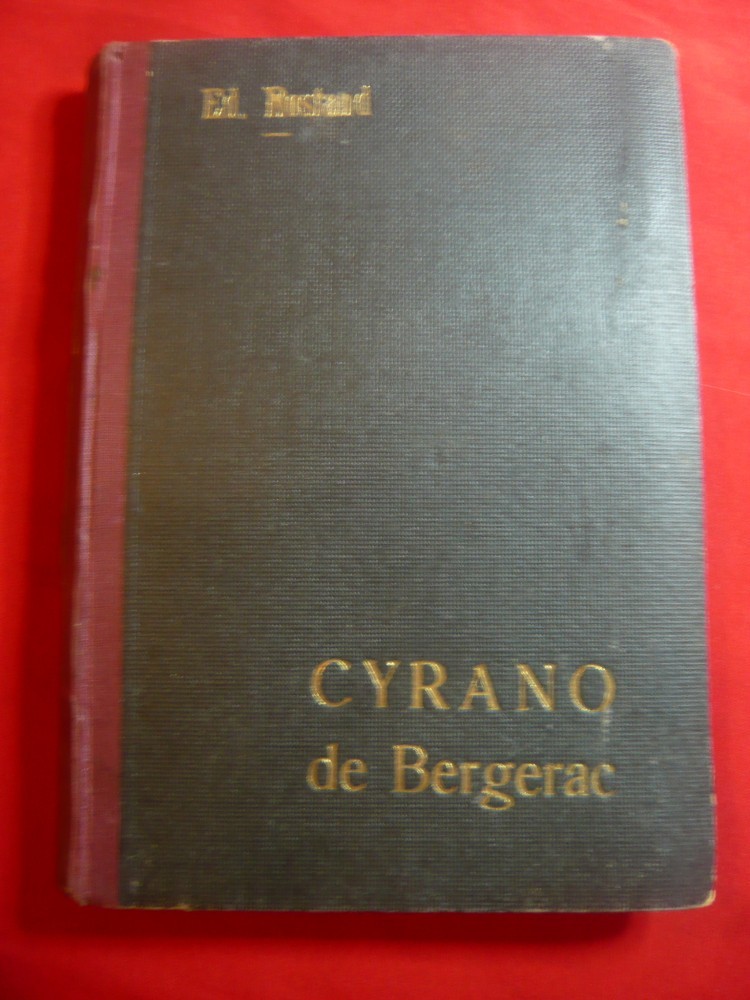 Ed. Rostand
CYRANO
de Bergerac